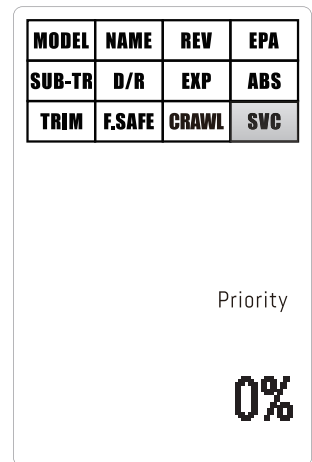 MODEL NAME REV EPA
SUB-TR D/R EXP ABS
TRIM F.SAFE CRAWL SVC
Priority
0%